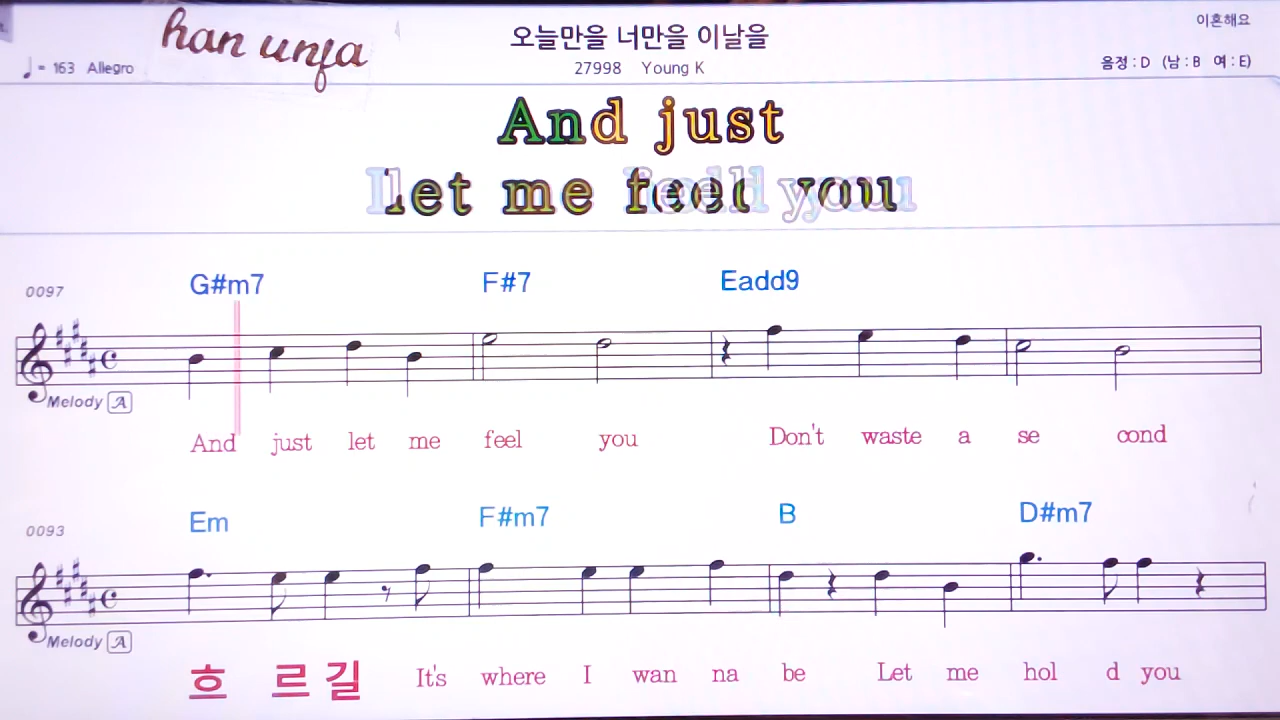 han unfa
이혼해요
오늘만을 너만을 이날을
♩ = 163 Allegro
27998 Young K
음정 : D (남 : B 여 : E)
And just
let me feel you
0097
G#m7 F#7 Eadd9
Melody A
And just let me feel you Don't waste a se cond
0093
Em F#m7 B D#m7
Melody A
흐 르 길 It's where I wan na be Let me hol d you